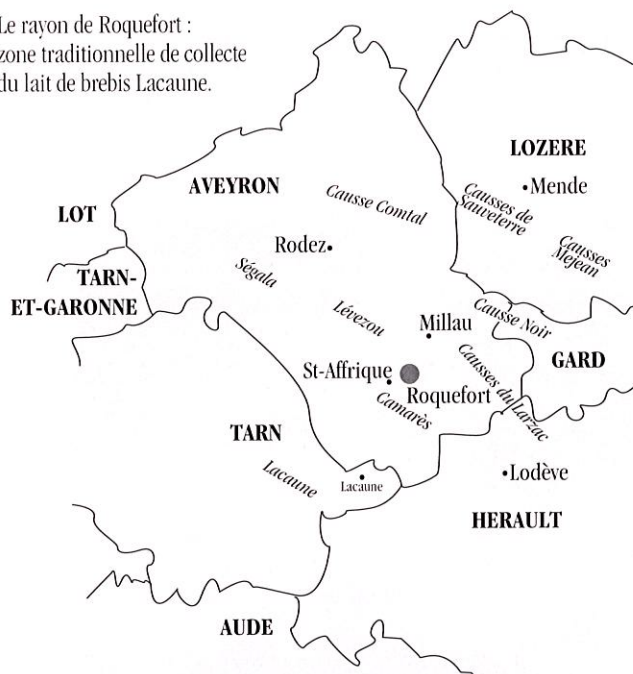 Le rayon de Roquefort :
zone traditionnelle de collecte
du lait de brebis Lacaune.
LOZERE
•Mende
AVEYRON
Causse Comtal
Causses de
Sauveterre
LOT
Rodez•
Causses
Mejean
Ségala
TARN-
ET-GARONNE
Lévezou
Millau
Causse Noir
GARD
St-Affrique
Roquefort
Causses du Larzac
Camarès
TARN
Lacaune
Lacaune
•Lodève
HERAULT
AUDE